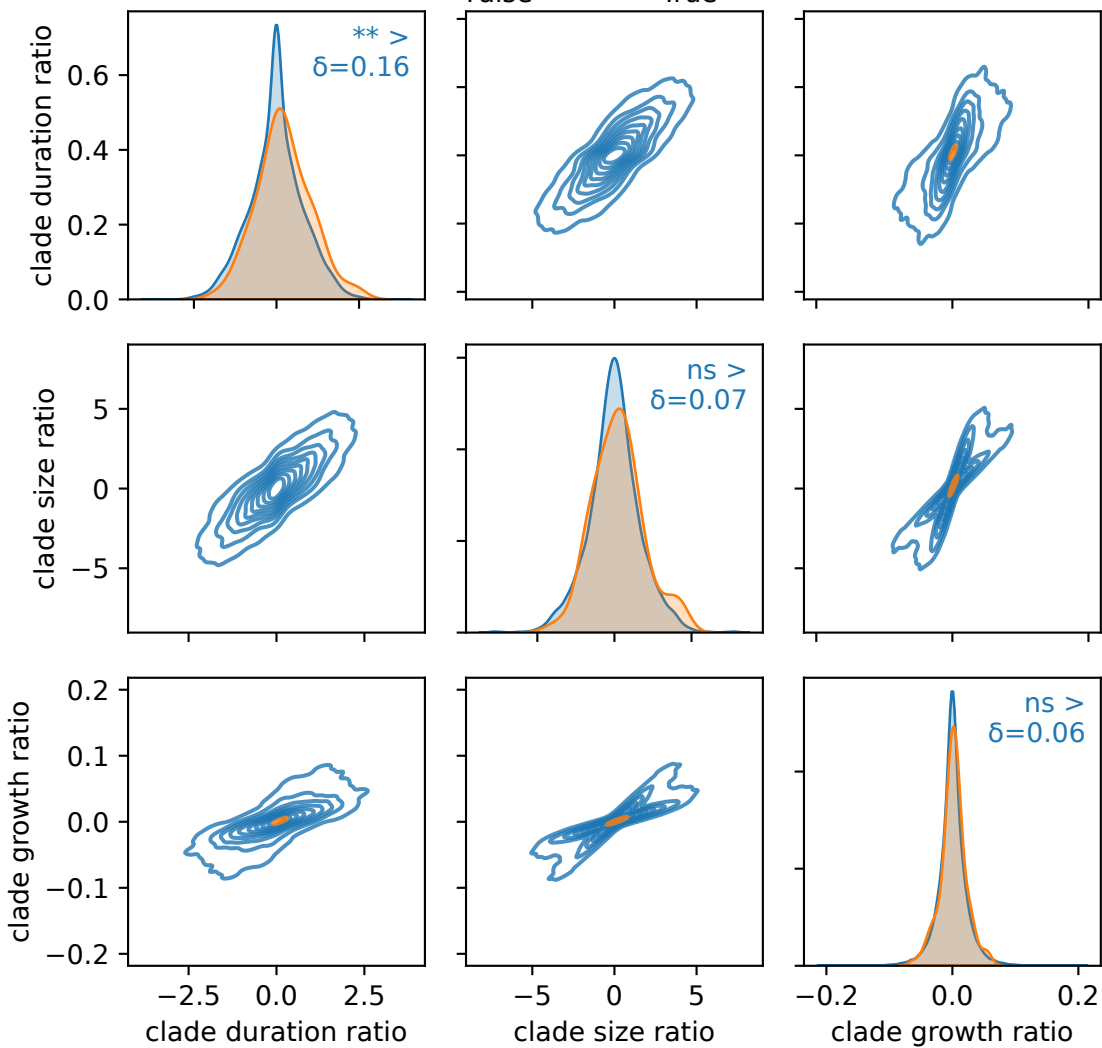 0.6
0.4
0.2
0.0
clade duration ratio
** >
δ=0.16
5
0
−5
clade size ratio
ns >
δ=0.07
0.2
0.1
0.0
−0.1
−0.2
clade growth ratio
ns >
δ=0.06
−2.5 0.0 2.5
−5 0 5
−0.2 0.0 0.2
clade duration ratio
clade size ratio
clade growth ratio